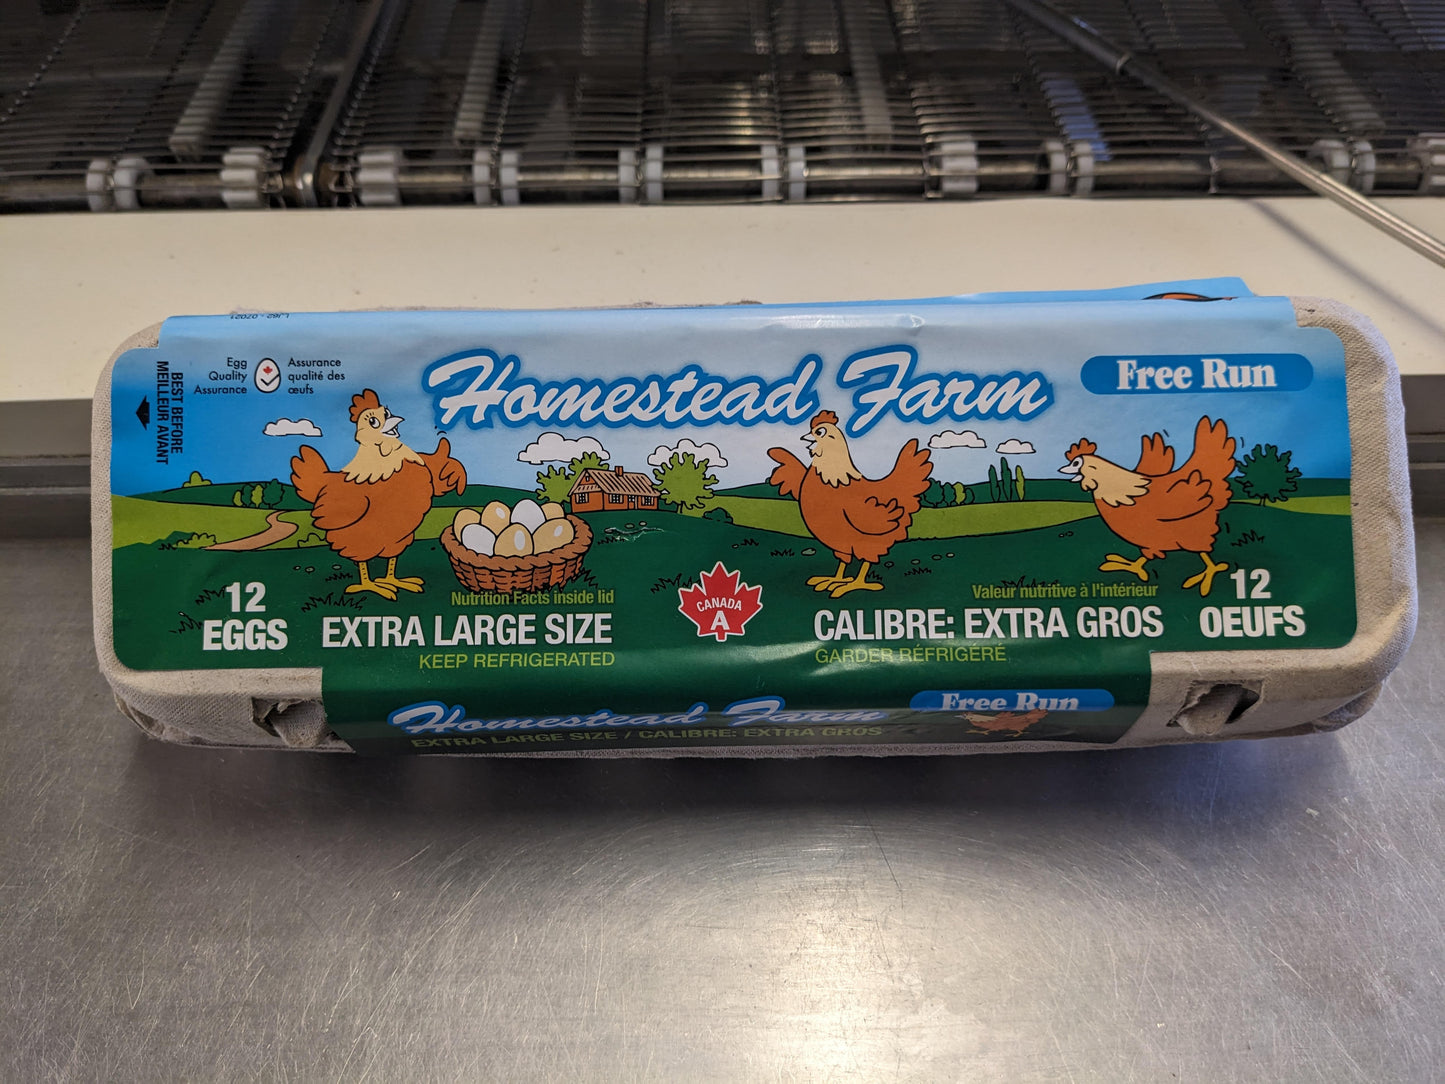 Egg
Quality
Assurance
Assurance
qualité des
œufs
BEST BEFORE
MEILLEUR AVANT
Homestead Farm
Free Run
12
EGGS
Nutrition Facts inside lid
EXTRA LARGE SIZE
KEEP REFRIGERATED
CANADA
A
Valeur nutritive à l'intérieur
CALIBRE: EXTRA GROS
GARDER RÉFRIGÉRÉ
12
OEUFS
Homestead Farm
Free Run
EXTRA LARGE SIZE / CALIBRE: EXTRA GROS